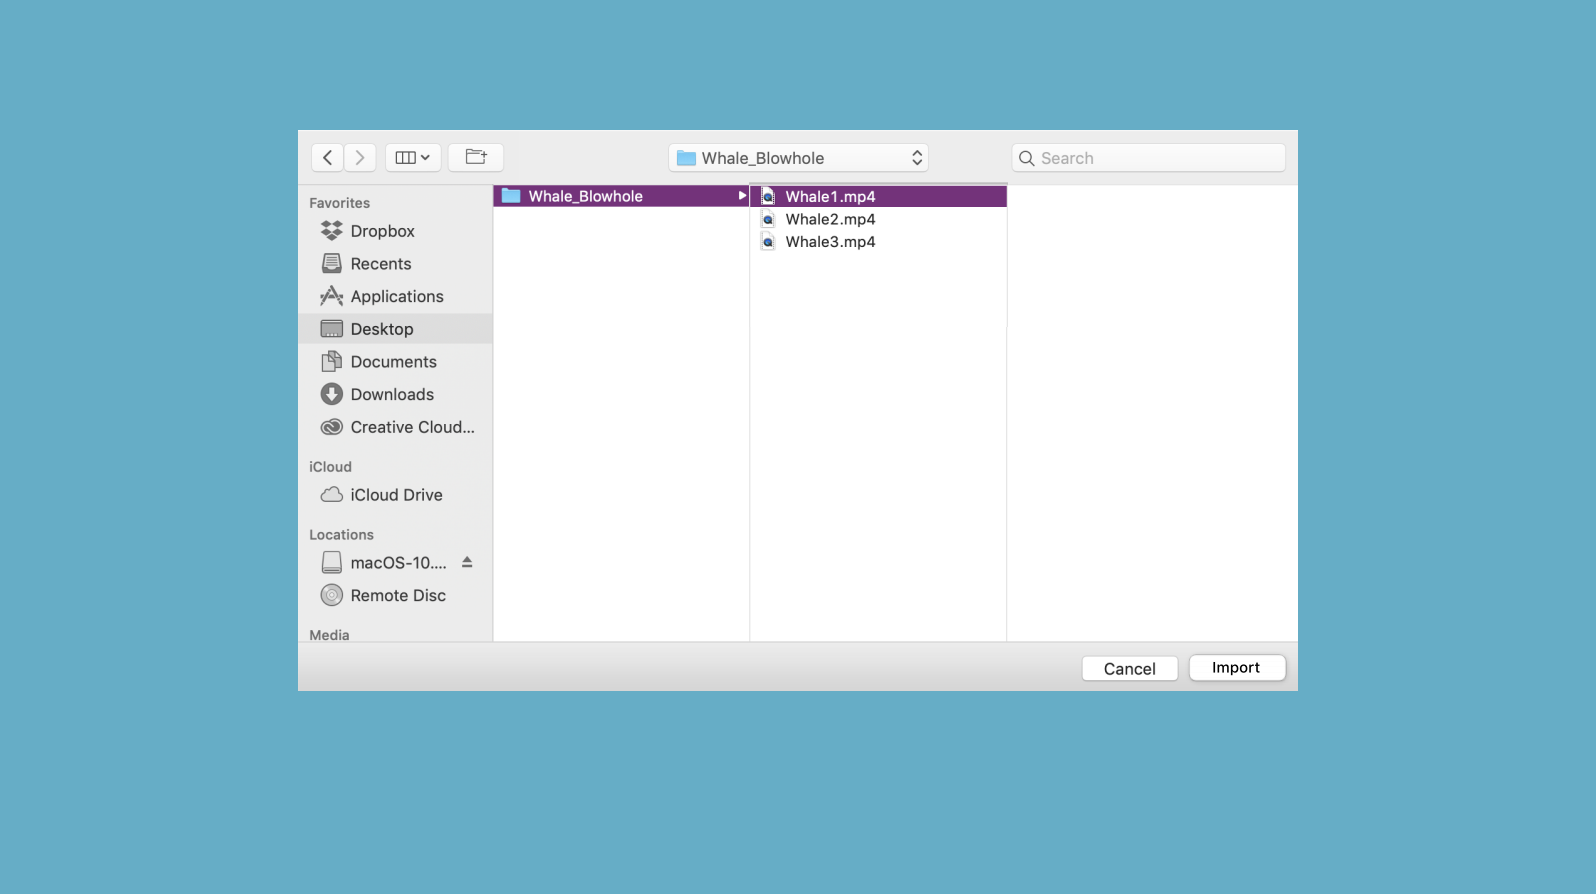 Whale_Blowhole
Search
Favorites
Dropbox
Recents
Applications
Desktop
Documents
Downloads
Creative Cloud...
iCloud
iCloud Drive
Locations
macOS-10....
Remote Disc
Media
Whale_Blowhole
Whale1.mp4
Whale2.mp4
Whale3.mp4
Cancel
Import